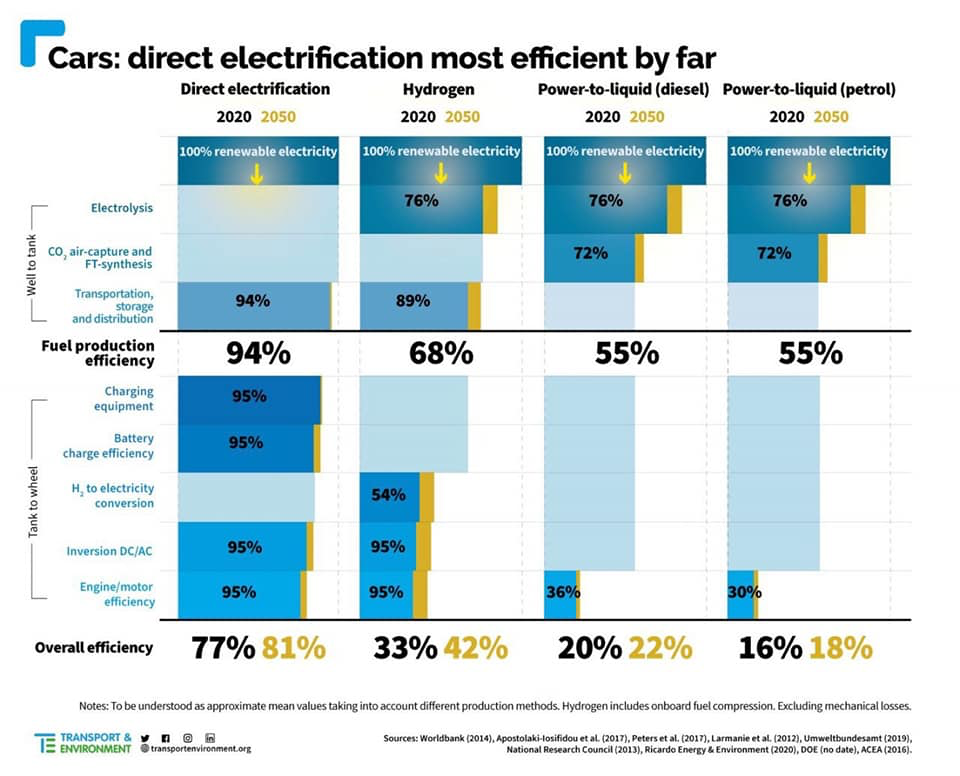 Cars: direct electrification most efficient by far
Direct electrification
Hydrogen
Power-to-liquid (diesel)
Power-to-liquid (petrol)
2020 2050
2020 2050
2020 2050
2020 2050
100% renewable electricity
100% renewable electricity
100% renewable electricity
100% renewable electricity
Well to tank
Electrolysis
76%
76%
76%
CO₂ air-capture and
FT-synthesis
72%
72%
Transportation,
storage
and distribution
94%
89%
Fuel production
efficiency
94%
68%
55%
55%
Tank to wheel
Charging
equipment
95%
Battery
charge efficiency
95%
H₂ to electricity
conversion
54%
Inversion DC/AC
95%
95%
Engine/motor
efficiency
95%
95%
36%
30%
Overall efficiency
77% 81%
33% 42%
20% 22%
16% 18%
Notes: To be understood as approximate mean values taking into account different production methods. Hydrogen includes onboard fuel compression. Excluding mechanical losses.
TRANSPORT &
ENVIRONMENT
@transportenvironment.org
Sources: Worldbank (2014), Apostolaki-Iosifidou et al. (2017), Peters et al. (2017), Larmanie et al. (2012), Umweltbundesamt (2019),
National Research Council (2013), Ricardo Energy & Environment (2020), DOE (no date), ACEA (2016).